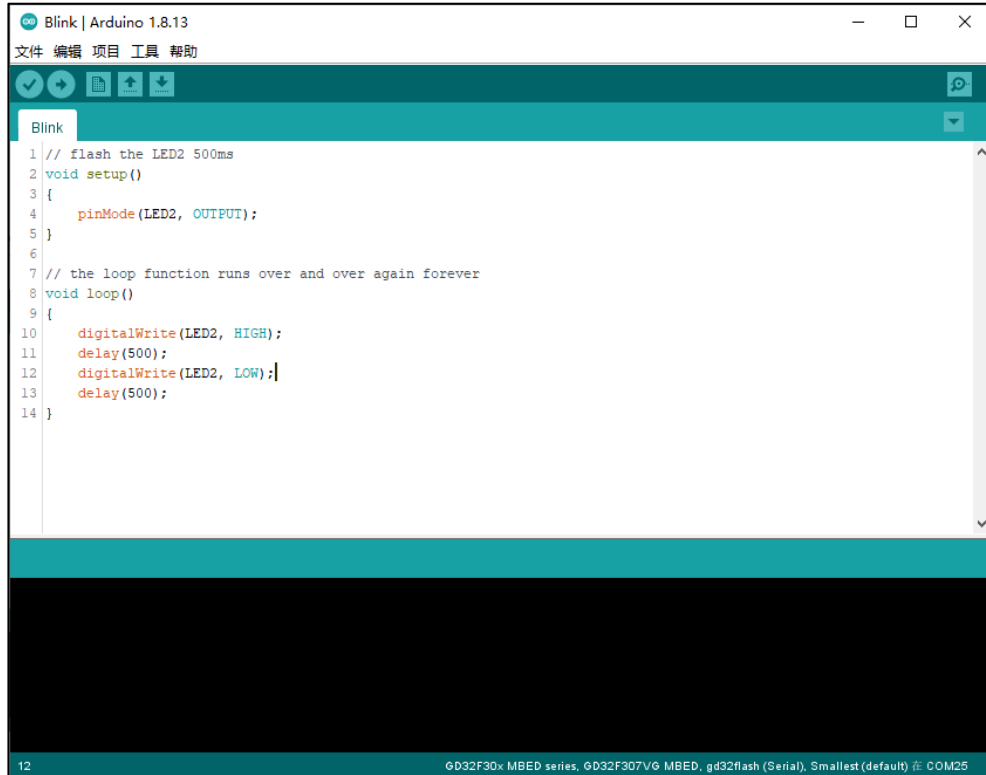 Blink | Arduino 1.8.13
文件 编辑 项目 工具 帮助
Blink
1 // flash the LED2 500ms
2 void setup()
3 {
4     pinMode(LED2, OUTPUT);
5 }
6
7 // the loop function runs over and over again forever
8 void loop()
9 {
10     digitalWrite(LED2, HIGH);
11     delay(500);
12     digitalWrite(LED2, LOW);
13     delay(500);
14 }
12 GD32F30x MBED series, GD32F307VG MBED, gd32flash (Serial), Smallest (default) 在 COM25